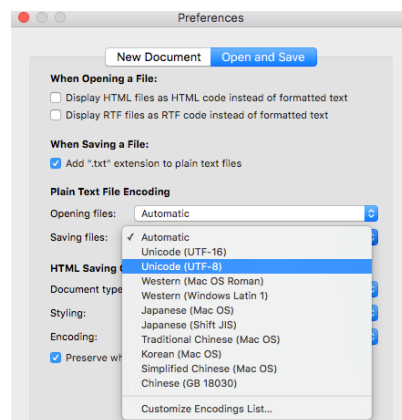 Preferences
New Document Open and Save
When Opening a File:
Display HTML files as HTML code instead of formatted text
Display RTF files as RTF code instead of formatted text
When Saving a File:
Add ".txt" extension to plain text files
Plain Text File Encoding
Opening files: Automatic
Saving files: ✓ Automatic
Unicode (UTF-16)
Unicode (UTF-8)
HTML Saving
Western (Mac OS Roman)
Document type
Western (Windows Latin 1)
Japanese (Mac OS)
Styling:
Japanese (Shift JIS)
Encoding:
Traditional Chinese (Mac OS)
Korean (Mac OS)
Preserve
Simplified Chinese (Mac OS)
Chinese (GB 18030)
Customize Encodings List...